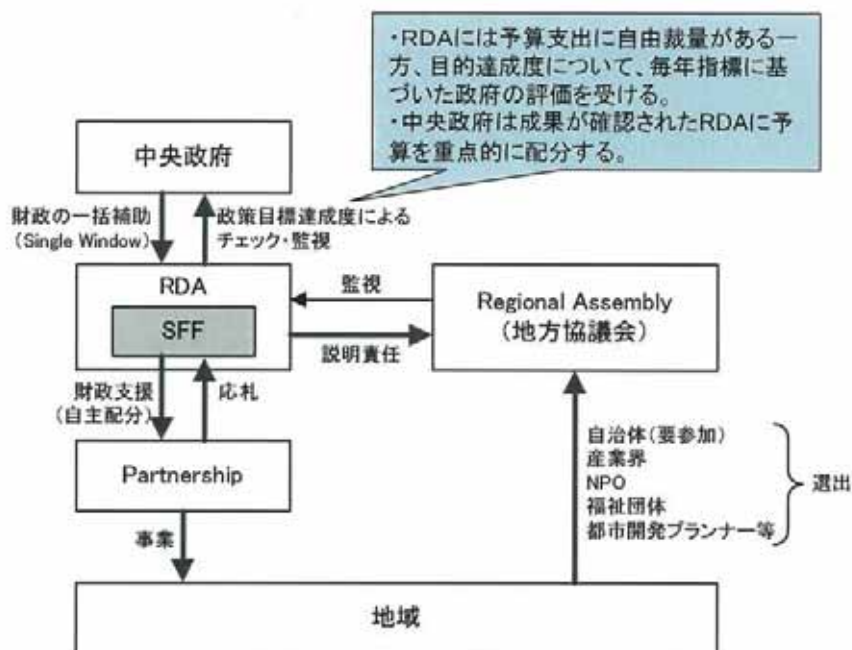 ・RDAには予算支出に自由裁量がある一
方、目的達成度について、毎年指標に基
づいた政府の評価を受ける。
・中央政府は成果が確認されたRDAに予
算を重点的に配分する。
中央政府
財政の一括補助
(Single Window)
政策目標達成度による
チェック・監視
RDA
SFF
監視
説明責任
Regional Assembly
(地方協議会)
財政支援
(自主配分)
応札
Partnership
事業
自治体(要参加)
産業界
NPO
福祉団体
都市開発プランナー等
選出
地域